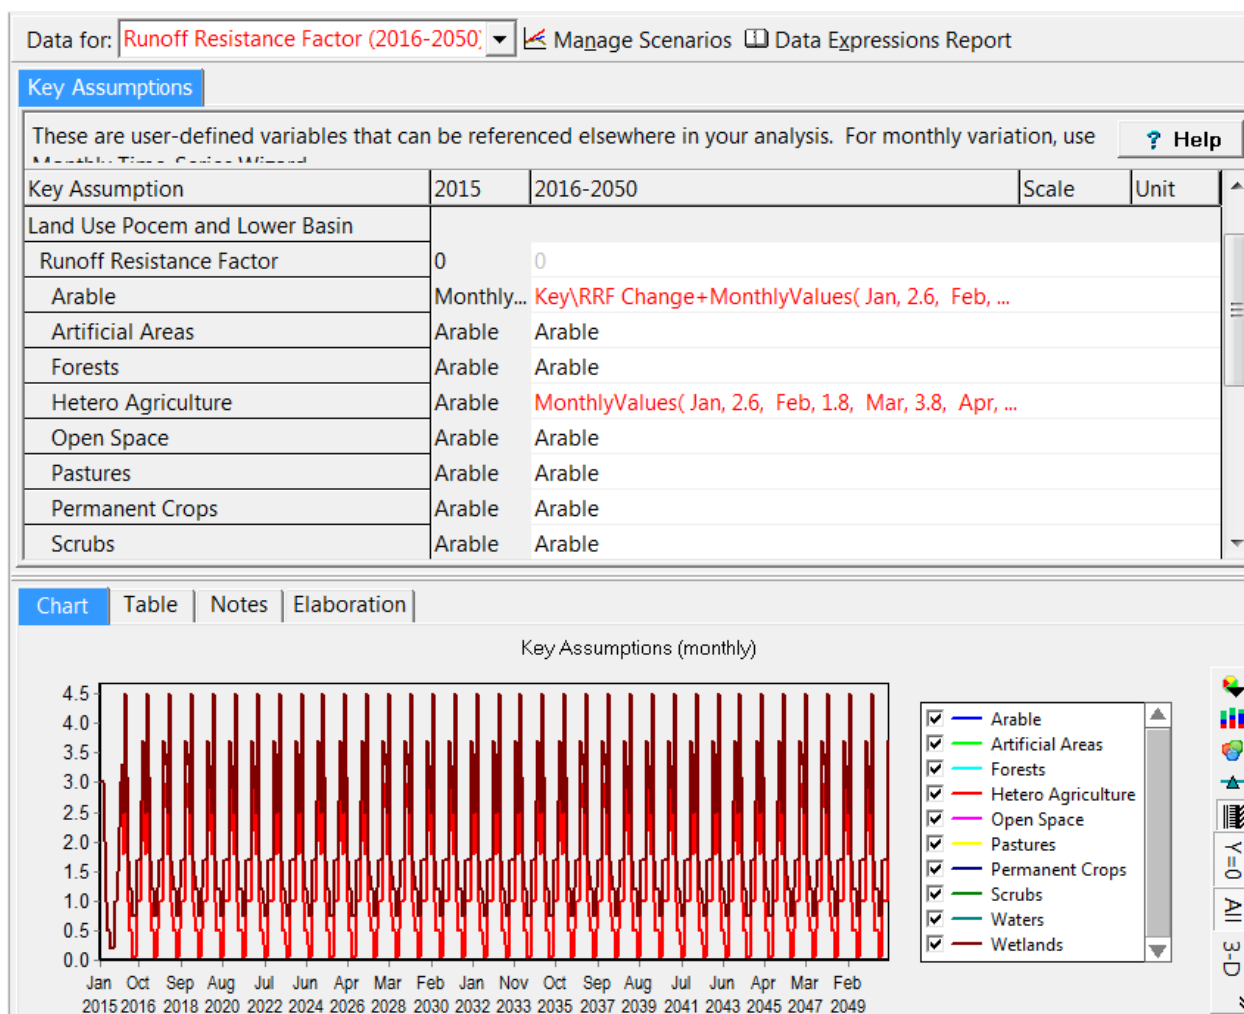 Data for: Runoff Resistance Factor (2016-2050) Manage Scenarios Data Expressions Report
Key Assumptions
These are user-defined variables that can be referenced elsewhere in your analysis. For monthly variation, use
Monthly Time-Series Wizard
? Help
Key Assumption 2015 2016-2050 Scale Unit
Land Use Pocem and Lower Basin
Runoff Resistance Factor 0 0
Arable Monthly... Key\RRF Change+MonthlyValues( Jan, 2.6, Feb, ...
Artificial Areas Arable Arable
Forests Arable Arable
Hetero Agriculture Arable MonthlyValues( Jan, 2.6, Feb, 1.8, Mar, 3.8, Apr, ...
Open Space Arable Arable
Pastures Arable Arable
Permanent Crops Arable Arable
Scrubs Arable Arable
Chart Table Notes Elaboration
Key Assumptions (monthly)
4.5
4.0
3.5
3.0
2.5
2.0
1.5
1.0
0.5
0.0
Jan Oct Sep Aug Jul Jun Apr Mar Feb Jan Nov Oct Sep Aug Jul Jun Apr Mar Feb
2015 2016 2018 2020 2022 2024 2026 2028 2030 2032 2033 2035 2037 2039 2041 2043 2045 2047 2049
Arable
Artificial Areas
Forests
Hetero Agriculture
Open Space
Pastures
Permanent Crops
Scrubs
Waters
Wetlands
Y=0
All
3-D